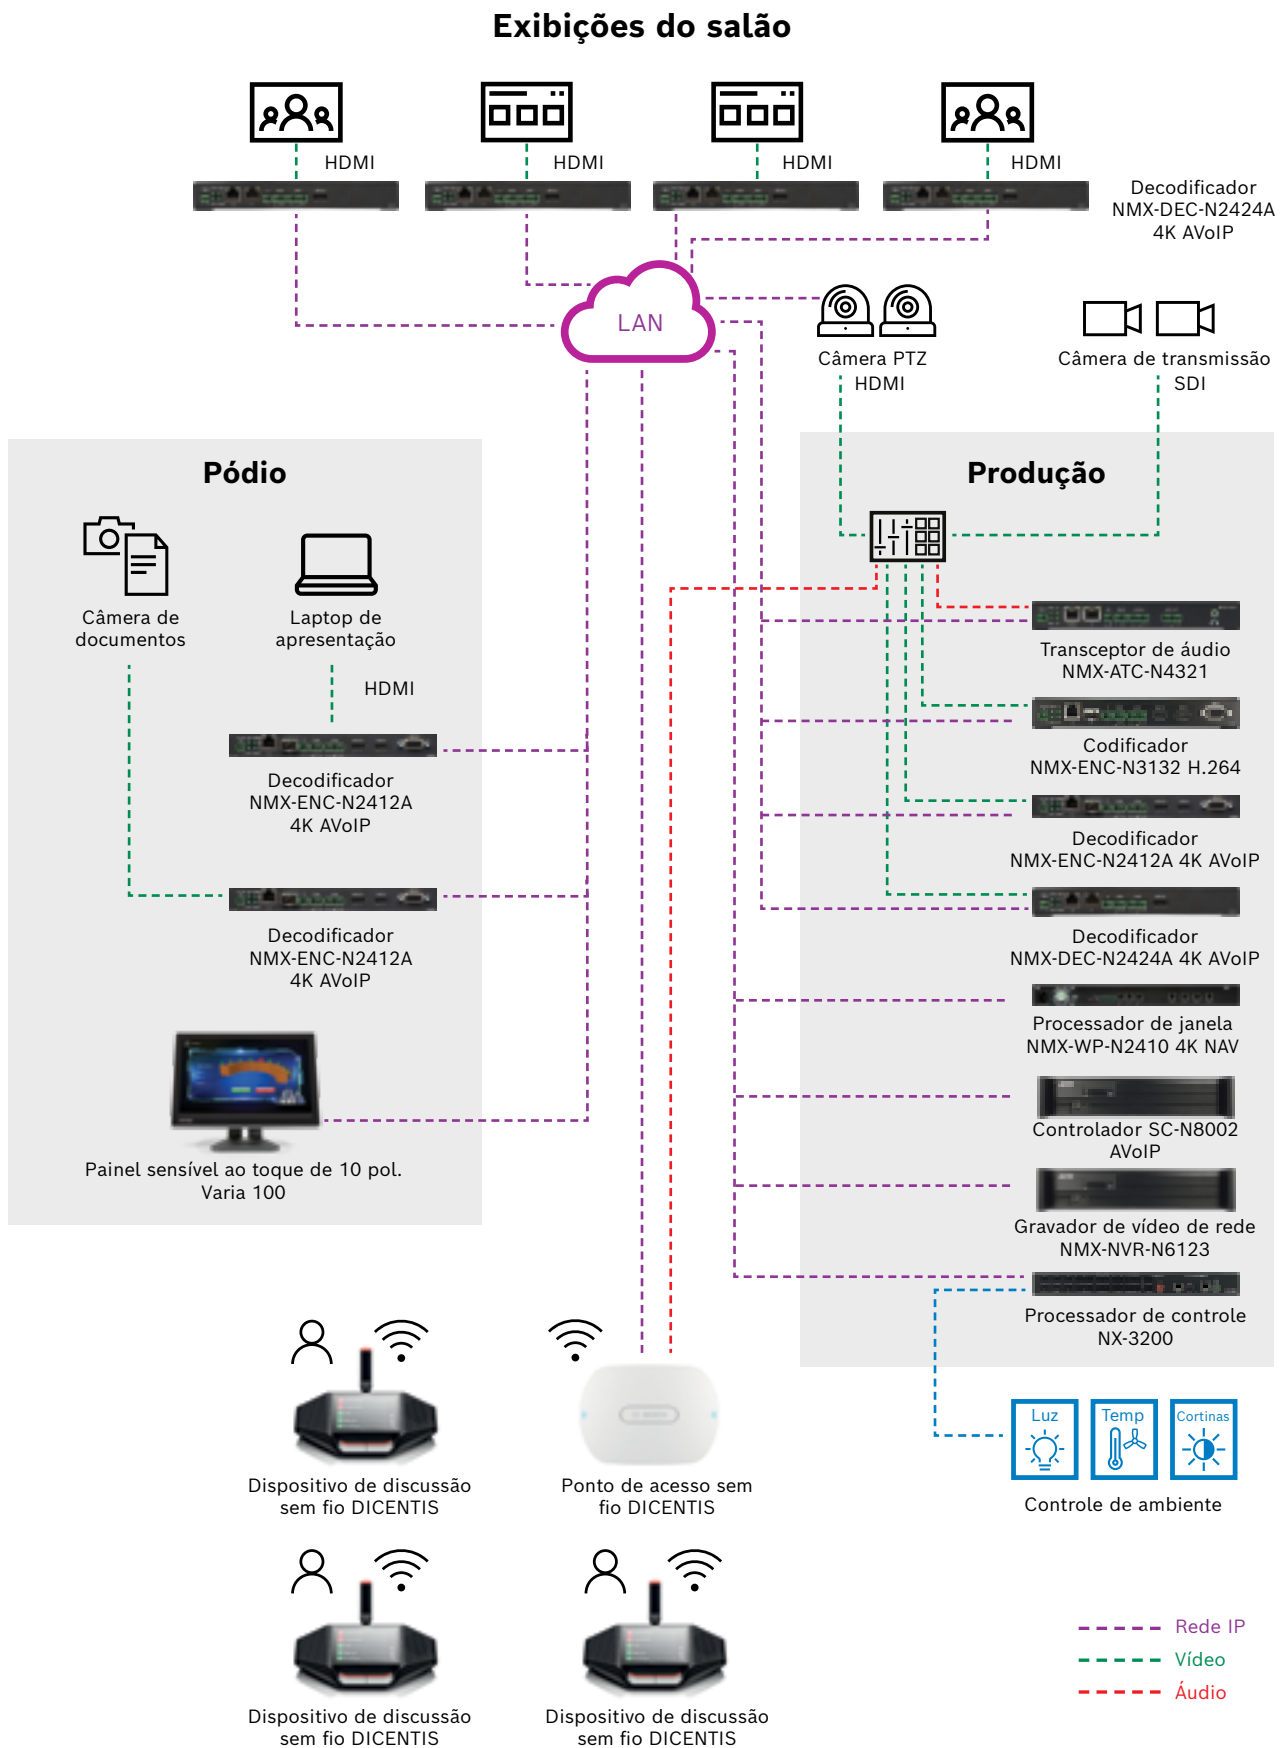 Exibições do salão
HDMI
HDMI
HDMI
HDMI
Decodificador
NMX-DEC-N2424A
4K AVoIP
LAN
Câmera PTZ
HDMI
Câmera de transmissão
SDI
Pódio
Câmera de
documentos
Laptop de
apresentação
HDMI
Decodificador
NMX-ENC-N2412A
4K AVoIP
Decodificador
NMX-ENC-N2412A
4K AVoIP
Painel sensível ao toque de 10 pol.
Varia 100
Produção
Transceptor de áudio
NMX-ATC-N4321
Codificador
NMX-ENC-N3132 H.264
Decodificador
NMX-ENC-N2412A 4K AVoIP
Decodificador
NMX-DEC-N2424A 4K AVoIP
Processador de janela
NMX-WP-N2410 4K NAV
Controlador SC-N8002
AVoIP
Gravador de vídeo de rede
NMX-NVR-N6123
Processador de controle
NX-3200
Luz
Temp
Cortinas
Controle de ambiente
Dispositivo de discussão
sem fio DICENTIS
Ponto de acesso sem
fio DICENTIS
Dispositivo de discussão
sem fio DICENTIS
Dispositivo de discussão
sem fio DICENTIS
Rede IP
Vídeo
Áudio